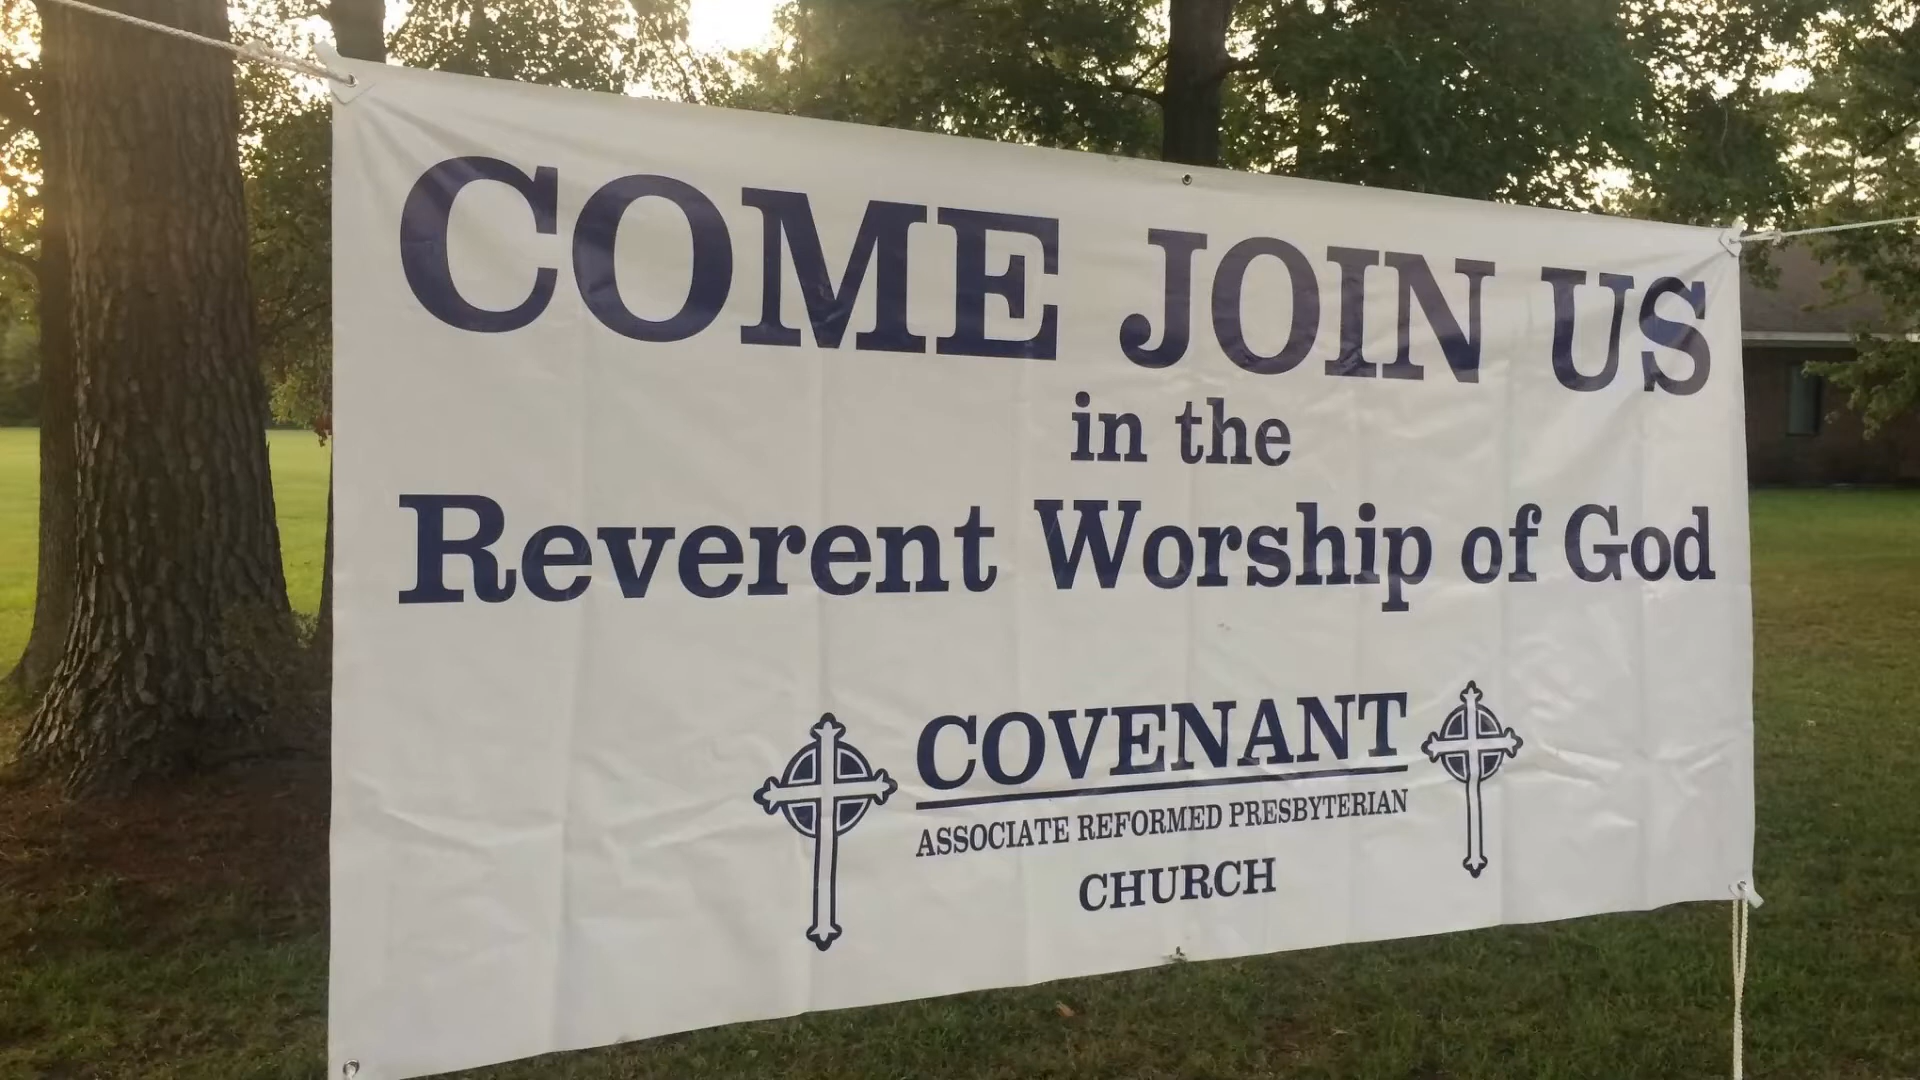 COME JOIN US
in the
Reverent Worship of God
COVENANT
ASSOCIATE REFORMED PRESBYTERIAN
CHURCH